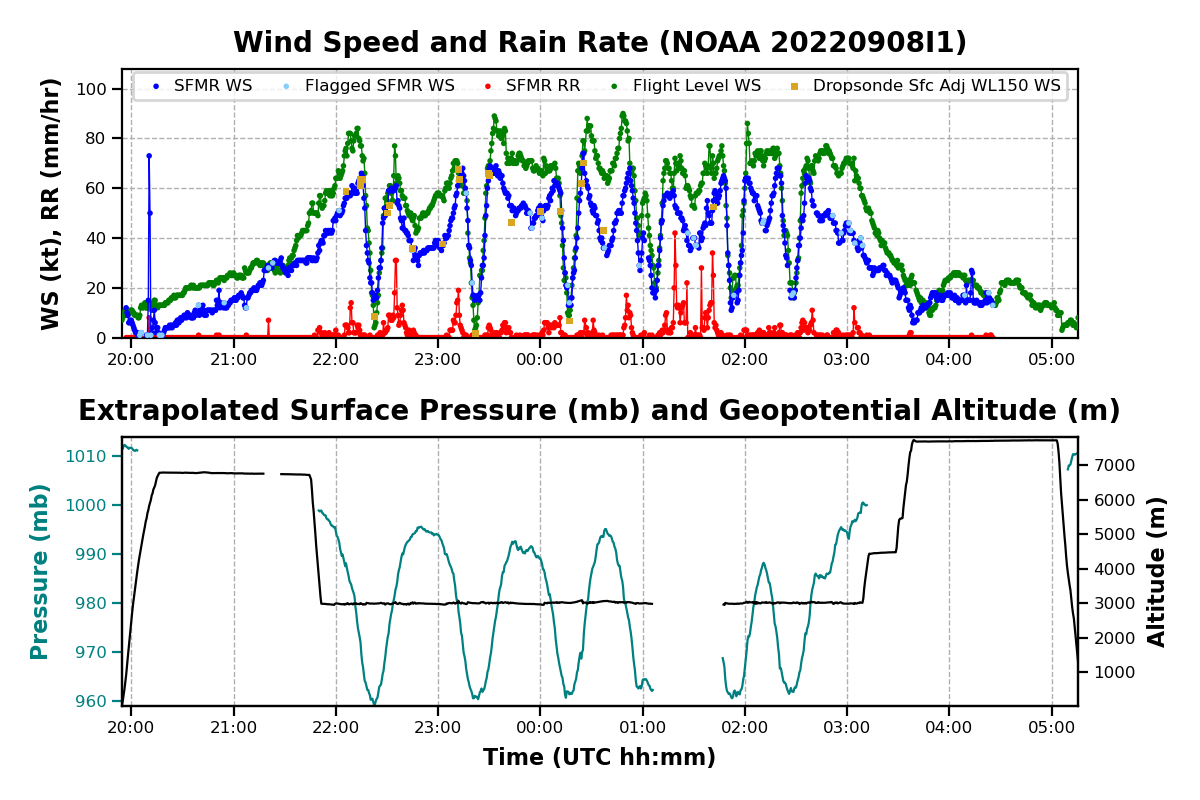 Wind Speed and Rain Rate (NOAA 20220908I1)
SFMR WS Flagged SFMR WS SFMR RR Flight Level WS Dropsonde Sfc Adj WL150 WS
WS (kt), RR (mm/hr)
100
80
60
40
20
0
20:00 21:00 22:00 23:00 00:00 01:00 02:00 03:00 04:00 05:00
Extrapolated Surface Pressure (mb) and Geopotential Altitude (m)
Pressure (mb)
1010
1000
990
980
970
960
7000
6000
5000
4000
3000
2000
1000
Altitude (m)
20:00 21:00 22:00 23:00 00:00 01:00 02:00 03:00 04:00 05:00
Time (UTC hh:mm)